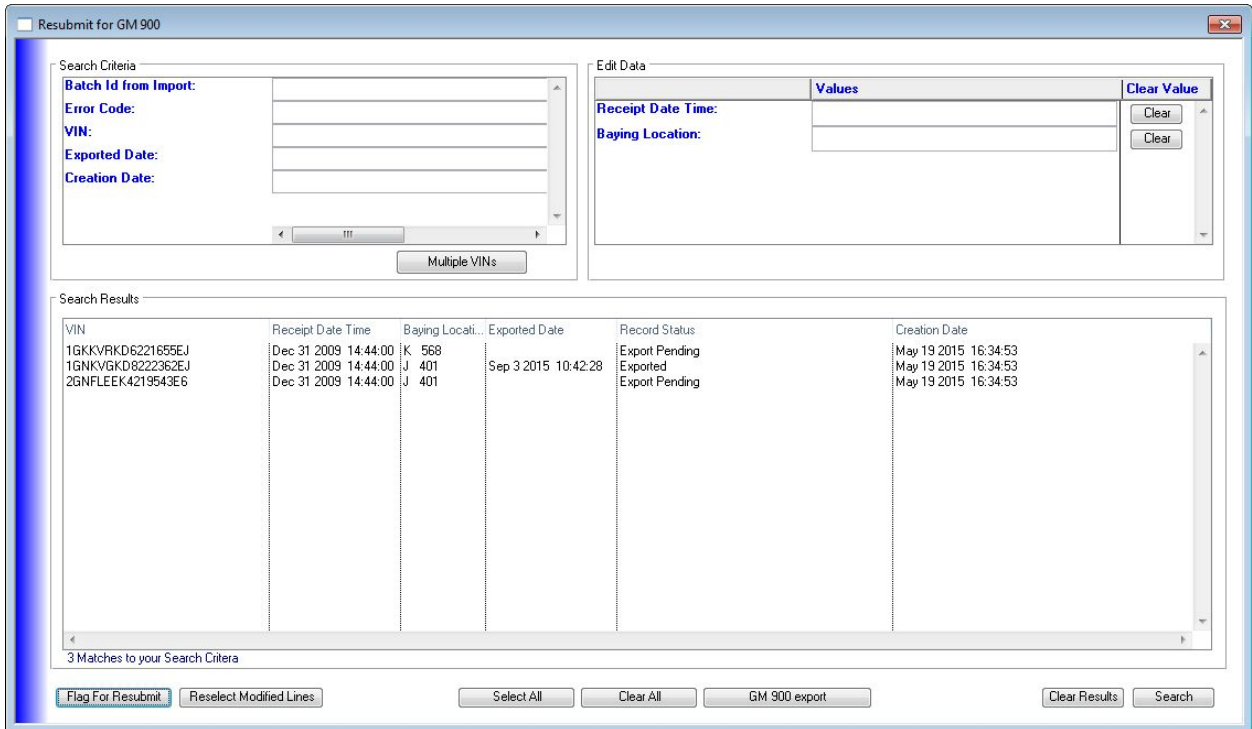 Resubmit for GM 900
Search Criteria
Batch Id from Import:
Error Code:
VIN:
Exported Date:
Creation Date:
Multiple VINs
Edit Data
Values Clear Value
Receipt Date Time: Clear
Baying Location: Clear
Search Results
VIN Receipt Date Time Baying Locati... Exported Date Record Status Creation Date
1GKKVRKD6221655EJ Dec 31 2009 14:44:00 K 568 Export Pending May 19 2015 16:34:53
1GNKVGKD8222362EJ Dec 31 2009 14:44:00 J 401 Sep 3 2015 10:42:28 Exported May 19 2015 16:34:53
2GNFLEEK4219543E6 Dec 31 2009 14:44:00 J 401 Export Pending May 19 2015 16:34:53
3 Matches to your Search Critera
Flag For Resubmit Reselect Modified Lines Select All Clear All GM 900 export Clear Results Search